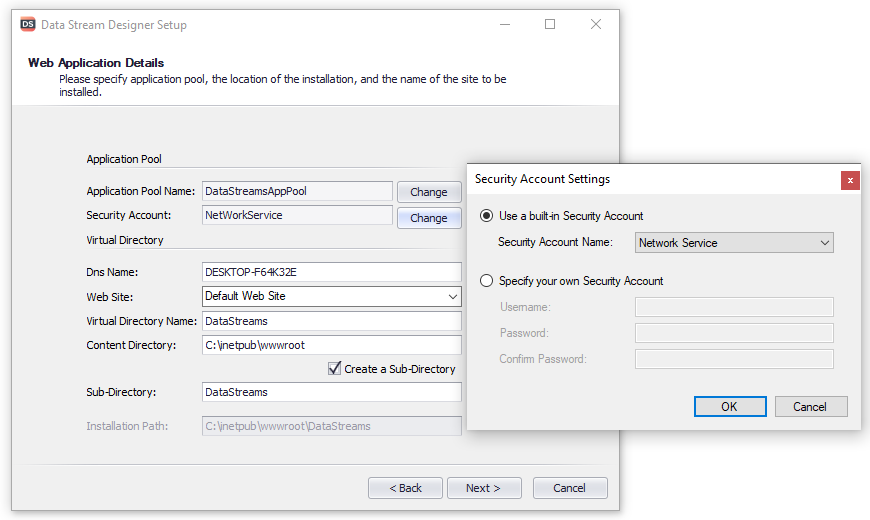 DS Data Stream Designer Setup
Web Application Details
Please specify application pool, the location of the installation, and the name of the site to be
installed.
Application Pool
Application Pool Name: DataStreamsAppPool Change
Security Account: NetWorkService Change
Virtual Directory
Dns Name: DESKTOP-F64K32E
Web Site: Default Web Site
Virtual Directory Name: DataStreams
Content Directory: C:\inetpub\wwwroot
Create a Sub-Directory
Sub-Directory: DataStreams
Installation Path: C:\inetpub\wwwroot\DataStreams
< Back Next > Cancel
Security Account Settings x
Use a built-in Security Account
Security Account Name: Network Service
Specify your own Security Account
Username:
Password:
Confirm Password:
OK Cancel